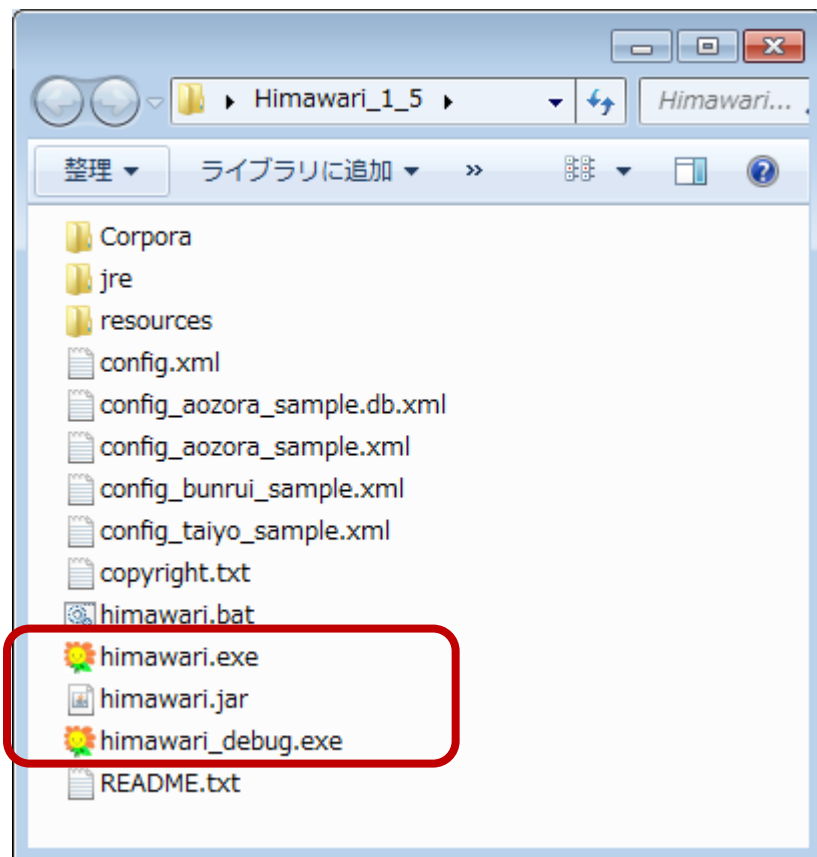 Himawari_1_5
Himawari...
整理
ライブラリに追加
»
Corpora
jre
resources
config.xml
config_aozora_sample.db.xml
config_aozora_sample.xml
config_bunrui_sample.xml
config_taiyo_sample.xml
copyright.txt
himawari.bat
himawari.exe
himawari.jar
himawari_debug.exe
README.txt